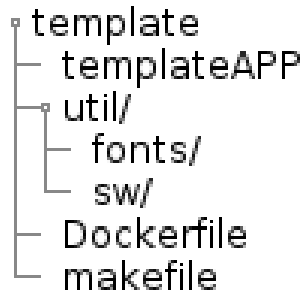 template
templateAPP
util/
fonts/
sw/
Dockerfile
makefile